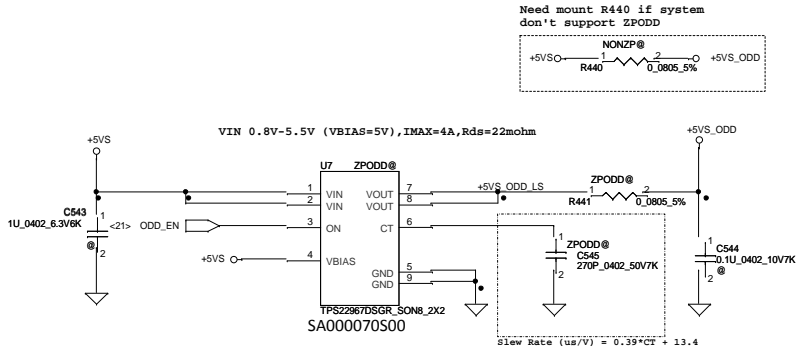 Need mount R440 if system
don't support ZPODD
NONZP@
+5VS 1 2 +5VS_ODD
R440 0_0805_5%
+5VS
+5VS_ODD
VIN 0.8V-5.5V (VBIAS=5V),IMAX=4A,Rds=22mohm
U7 ZPODD@
1 VIN VOUT 7 +5VS_ODD_LS
2 VIN VOUT 8
ZPODD@
1 2
R441 0_0805_5%
C543
1U_0402_6.3V6K
1
@
2
<21> ODD_EN 3 ON CT 6
+5VS 4 VBIAS
GND 5
GND 9
1
ZPODD@
C545
270P_0402_50V7K
2
1
C544
0.1U_0402_10V7K
@
2
TPS22967DSGR_SON8_2X2
SA000070S00
Slew Rate (us/V) = 0.39*CT + 13.4